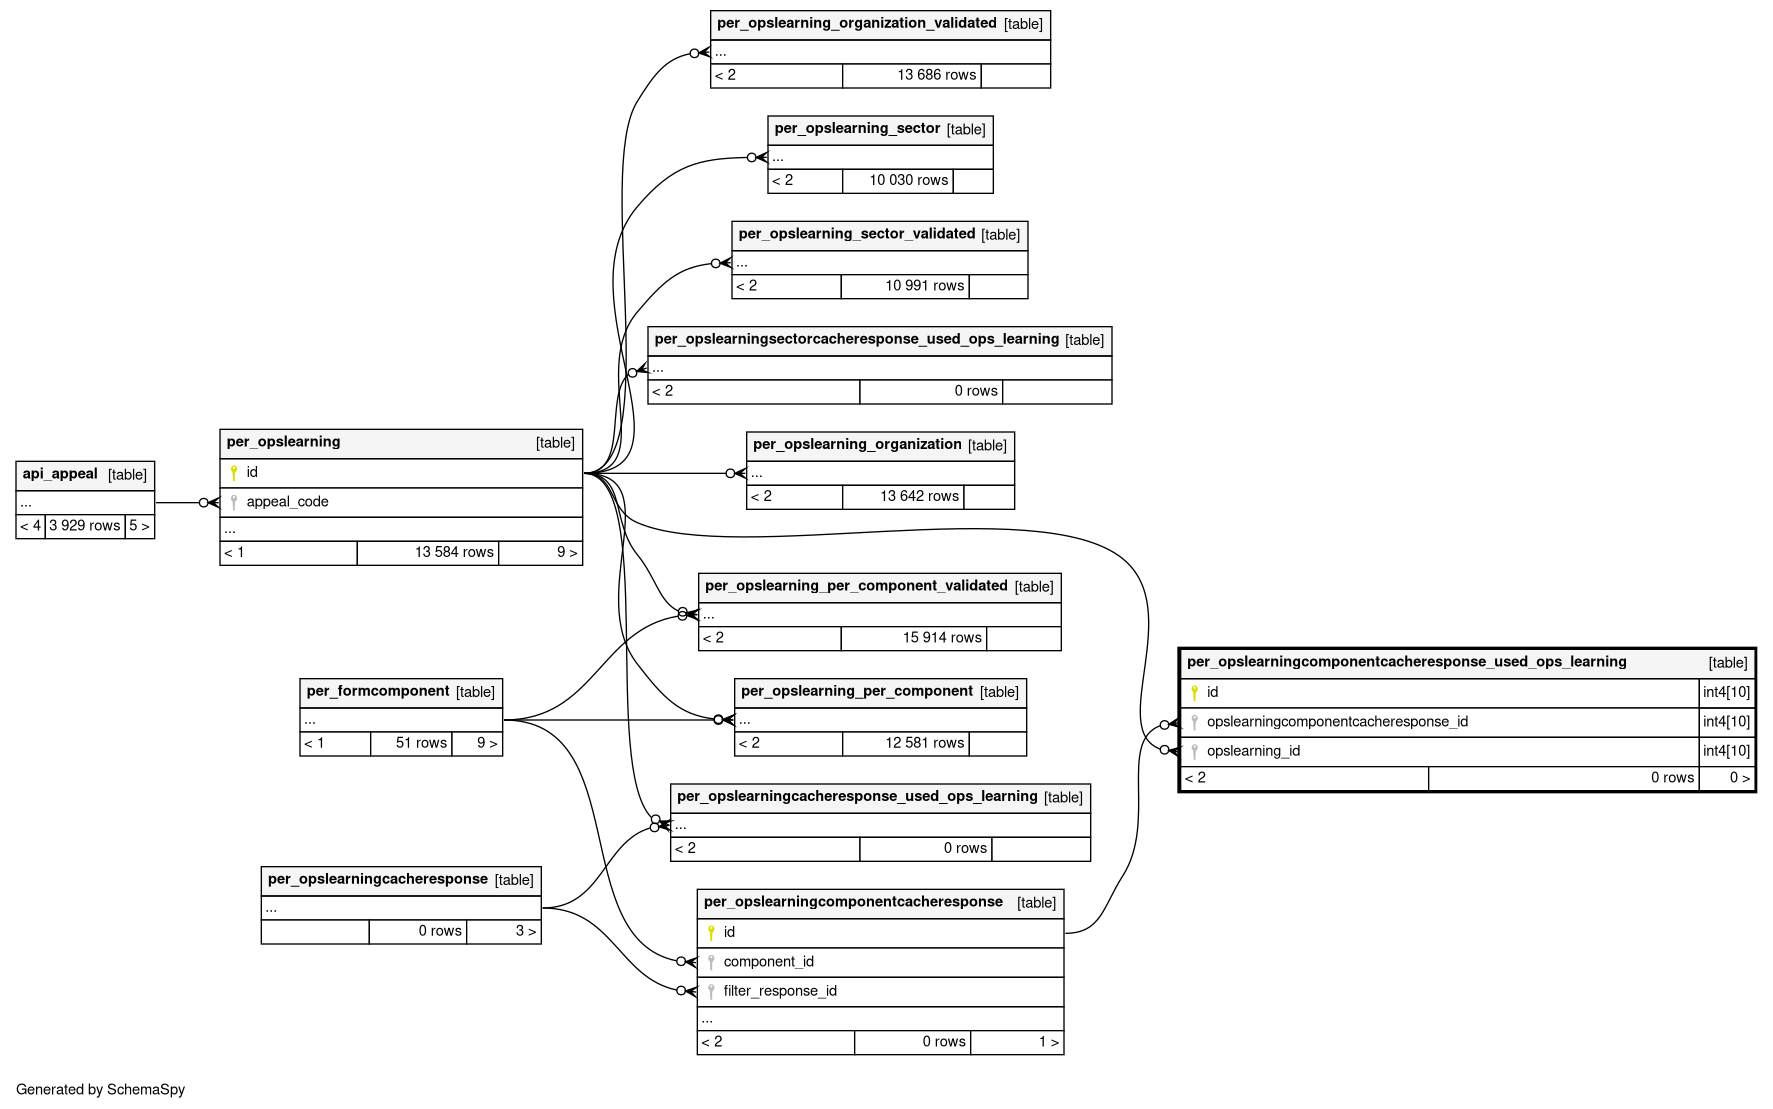 per_opslearning_organization_validated [table]
...
< 2 13 686 rows
per_opslearning_sector [table]
...
< 2 10 030 rows
per_opslearning_sector_validated [table]
...
< 2 10 991 rows
per_opslearningsectorcacheresponse_used_ops_learning [table]
...
< 2 0 rows
api_appeal [table]
...
< 4 3 929 rows 5 >
per_opslearning [table]
id
appeal_code
...
< 1 13 584 rows 9 >
per_opslearning_organization [table]
...
< 2 13 642 rows
per_opslearning_per_component_validated [table]
...
< 2 15 914 rows
per_formcomponent [table]
...
< 1 51 rows 9 >
per_opslearning_per_component [table]
...
< 2 12 581 rows
per_opslearningcomponentcacheresponse_used_ops_learning [table]
id int4[10]
opslearningcomponentcacheresponse_id int4[10]
opslearning_id int4[10]
< 2 0 rows 0 >
per_opslearningcacheresponse_used_ops_learning [table]
...
< 2 0 rows
per_opslearningcacheresponse [table]
...
0 rows 3 >
per_opslearningcomponentcacheresponse [table]
id
component_id
filter_response_id
...
< 2 0 rows 1 >
Generated by SchemaSpy